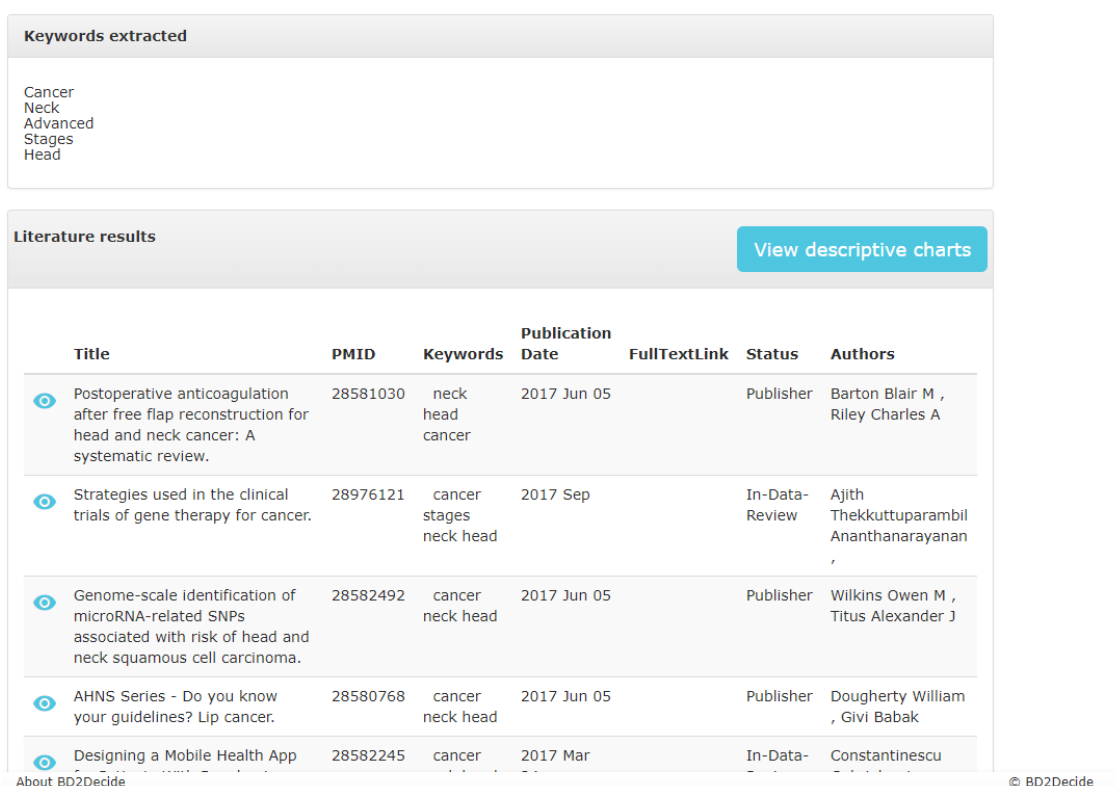 Keywords extracted
Cancer
Neck
Advanced
Stages
Head
Literature results
View descriptive charts
Publication
Title PMID Keywords Date FullTextLink Status Authors
Postoperative anticoagulation 28581030 neck 2017 Jun 05 Publisher Barton Blair M ,
after free flap reconstruction for head Riley Charles A
head and neck cancer: A cancer
systematic review.
Strategies used in the clinical 28976121 cancer 2017 Sep In-Data- Ajith
trials of gene therapy for cancer. stages Review Thekkuttuparambil
neck head Ananthanarayanan
,
Genome-scale identification of 28582492 cancer 2017 Jun 05 Publisher Wilkins Owen M ,
microRNA-related SNPs neck head Titus Alexander J
associated with risk of head and
neck squamous cell carcinoma.
AHNS Series - Do you know 28580768 cancer 2017 Jun 05 Publisher Dougherty William
your guidelines? Lip cancer. neck head , Givi Babak
Designing a Mobile Health App 28582245 cancer 2017 Mar In-Data- Constantinescu
About BD2Decide © BD2Decide